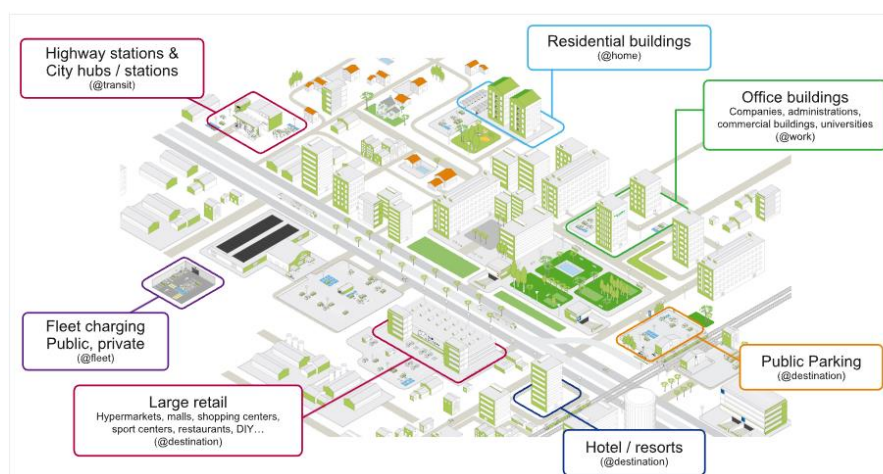 Highway stations &
City hubs / stations
(@transit)
Residential buildings
(@home)
Office buildings
Companies, administrations,
commercial buildings, universities
(@work)
Fleet charging
Public, private
(@fleet)
Public Parking
(@destination)
Large retail
Hypermarkets, malls, shopping centers,
sport centers, restaurants, DIY…
(@destination)
Hotel / resorts
(@destination)